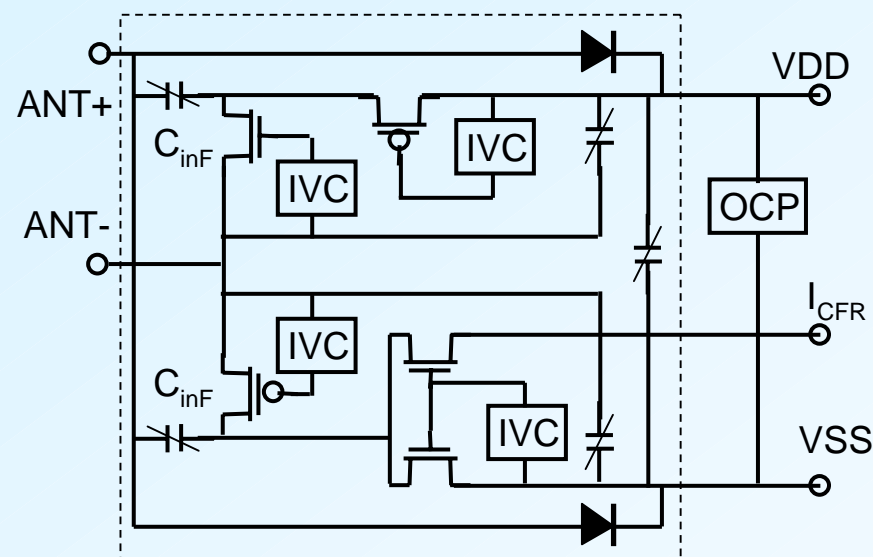 VDD
ANT+
C_inF
IVC
IVC
OCP
ANT-
I_CFR
IVC
C_inF
IVC
VSS